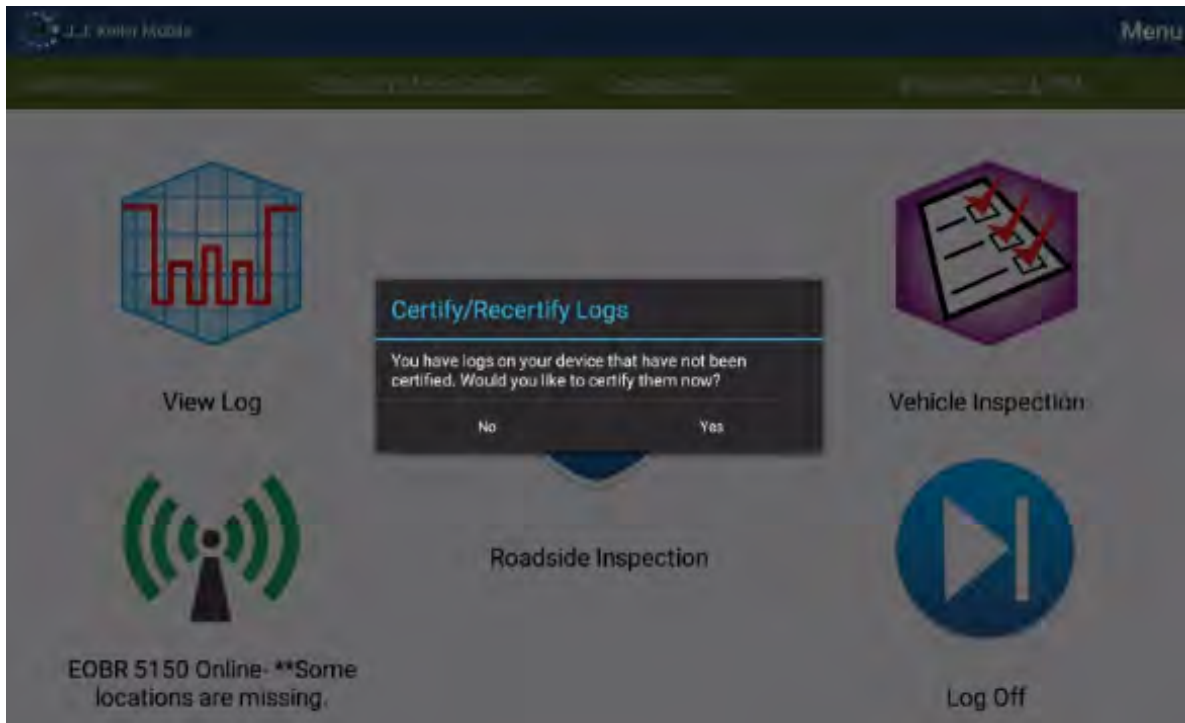 J.J. Keller Mobile
Menu
Certify/Recertify Logs
You have logs on your device that have not been
certified. Would you like to certify them now?
No
Yes
View Log
Vehicle Inspection
Roadside Inspection
EOBR 5150 Online- **Some
locations are missing.
Log Off